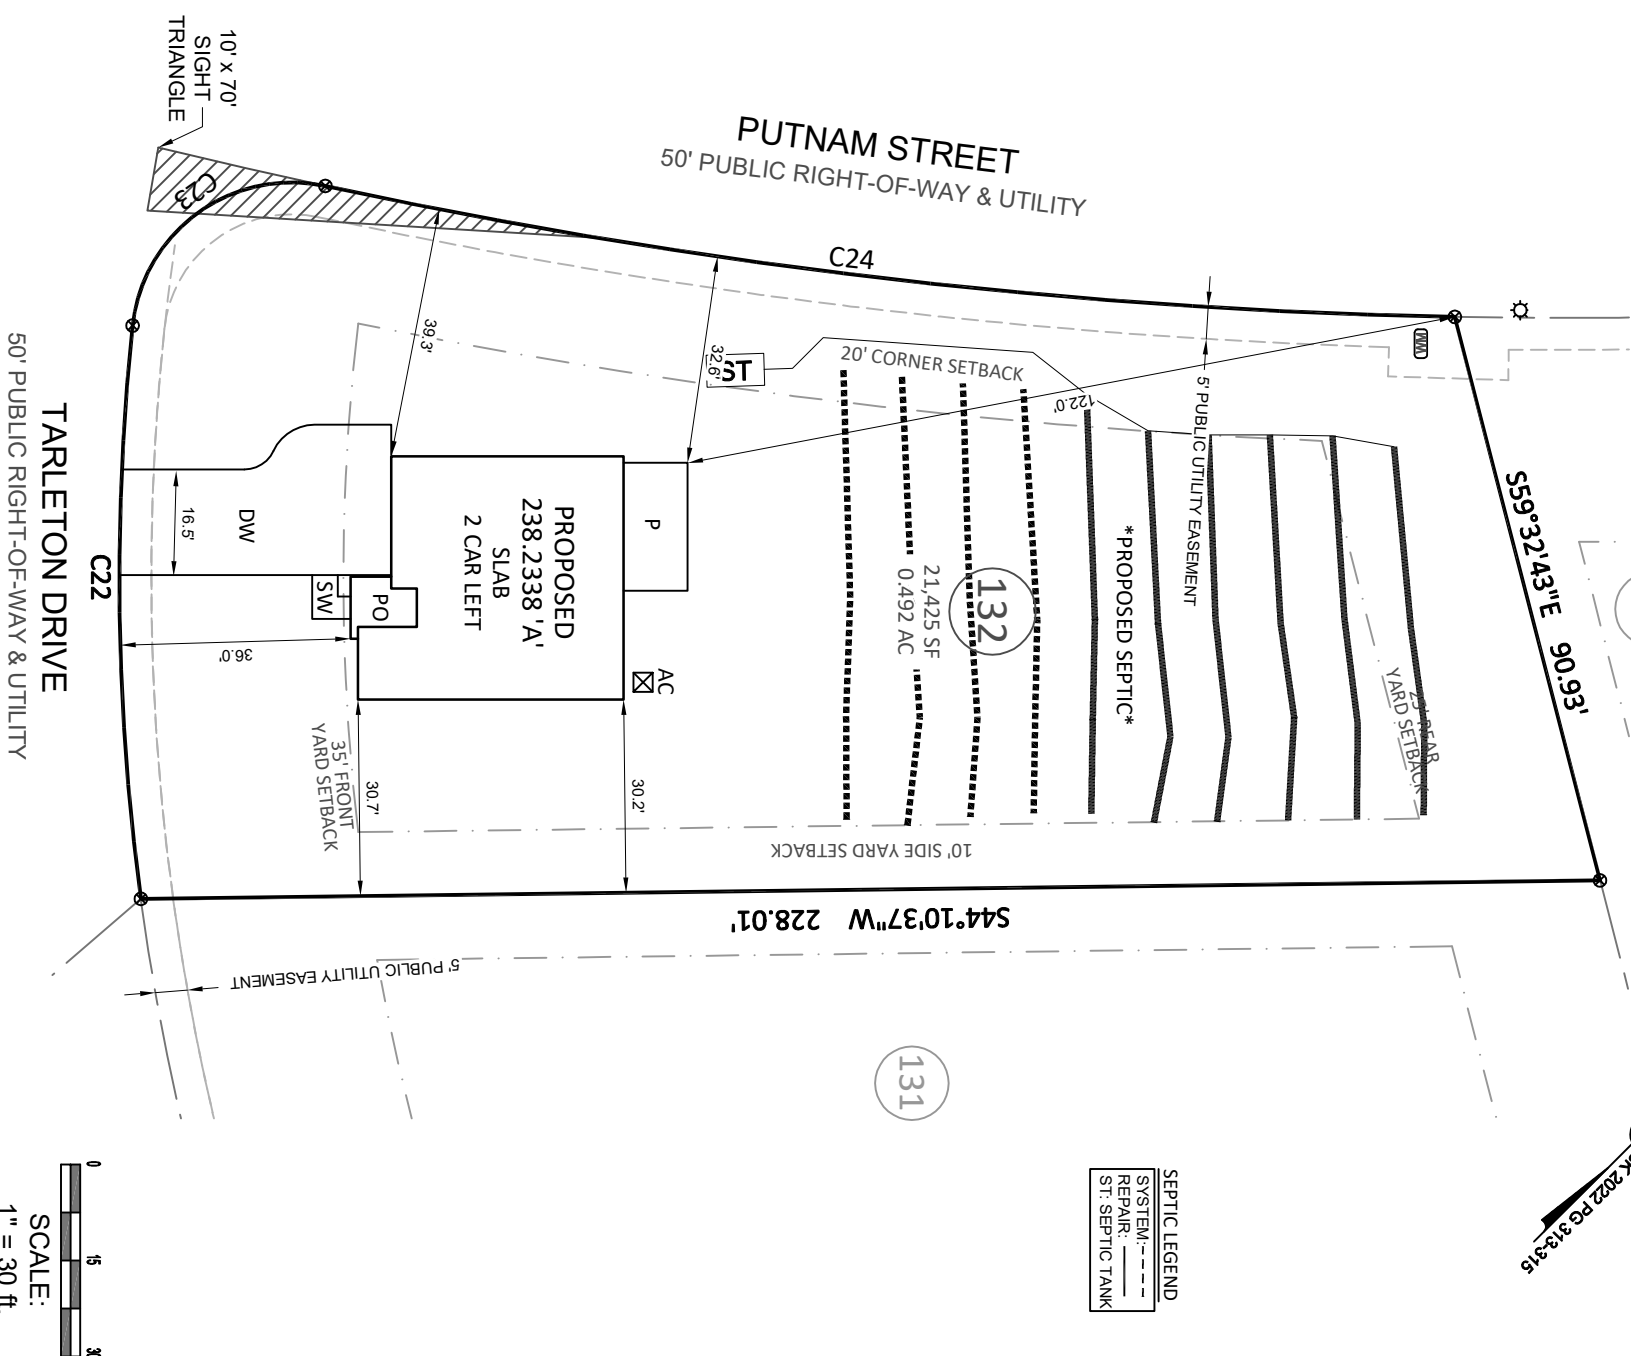 10' x 70'
SIGHT
TRIANGLE
C23
PUTNAM STREET
50' PUBLIC RIGHT-OF-WAY & UTILITY
C24
WM
39.3'
32.6'
ST
20' CORNER SETBACK
122.0'
5' PUBLIC UTILITY EASEMENT
S59°32'43"E 90.93'
TARLETON DRIVE
50' PUBLIC RIGHT-OF-WAY & UTILITY
C22
16.5'
DW
SW
PO
36.0'
PROPOSED
238.2338 'A'
SLAB
2 CAR LEFT
P
AC
132
21,425 SF
0.492 AC
*PROPOSED SEPTIC*
25' REAR
YARD SETBACK
35' FRONT
YARD SETBACK
30.7'
30.2'
10' SIDE YARD SETBACK
S44°10'37"W 228.01'
5' PUBLIC UTILITY EASEMENT
131
SEPTIC LEGEND
SYSTEM:
REPAIR:
ST: SEPTIC TANK
2022 PG 313-315
0 15 30
SCALE:
1" = 30 ft.